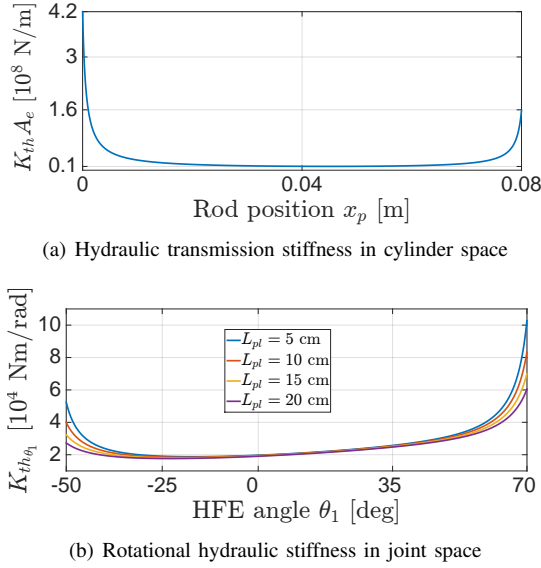 4.2
3
1.6
0.1
K_{th}A_e [10^8 N/m]
0
0.04
0.08
Rod position x_p [m]
(a) Hydraulic transmission stiffness in cylinder space
10
8
6
4
2
K_{th_{θ_1}} [10^4 Nm/rad]
L_{pl} = 5 cm
L_{pl} = 10 cm
L_{pl} = 15 cm
L_{pl} = 20 cm
-50
-25
0
35
70
HFE angle θ_1 [deg]
(b) Rotational hydraulic stiffness in joint space